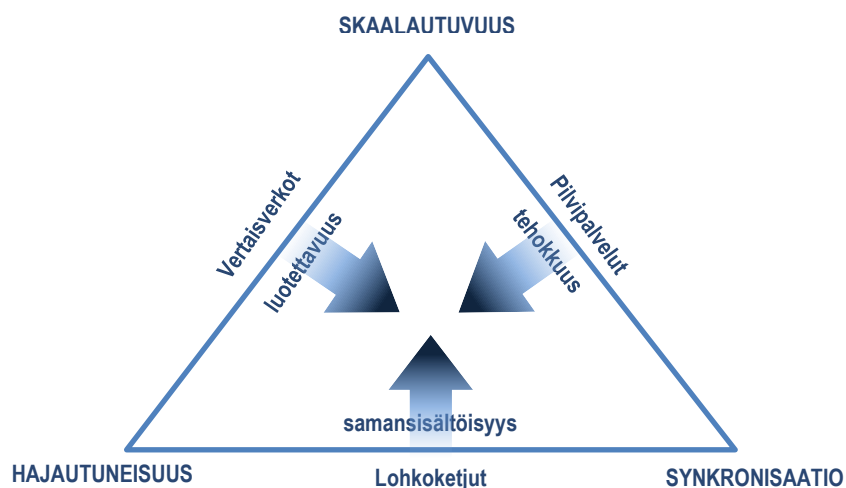 SKAALAUTUVUUS
Vertaisverkot
luotettavuus
Pilvipalvelut
tehokkuus
samansisältöisyys
HAJAUTUNEISUUS
Lohkoketjut
SYNKRONISAATIO